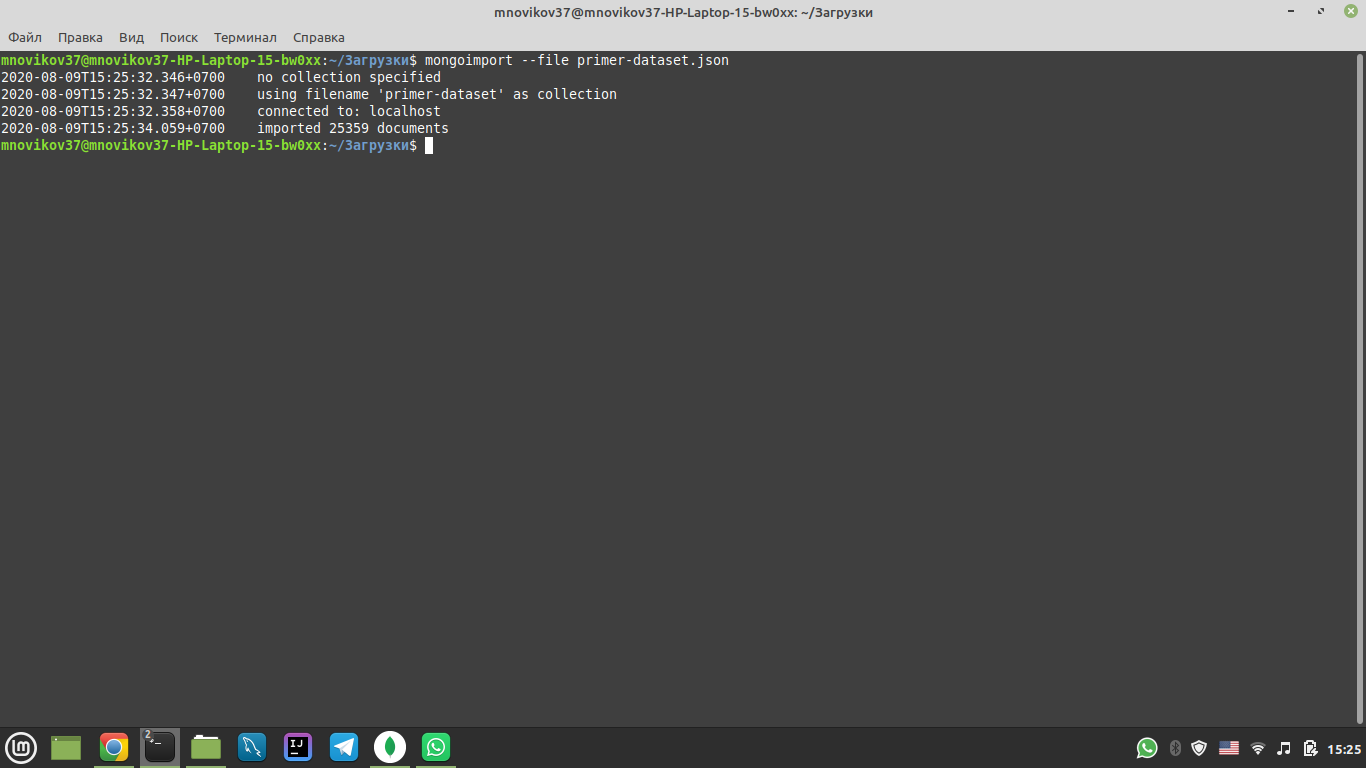 mnovikov37@mnovikov37-HP-Laptop-15-bw0xx: ~/Загрузки
Файл Правка Вид Поиск Терминал Справка
mnovikov37@mnovikov37-HP-Laptop-15-bw0xx:~/Загрузки$ mongoimport --file primer-dataset.json
2020-08-09T15:25:32.346+0700    no collection specified
2020-08-09T15:25:32.347+0700    using filename 'primer-dataset' as collection
2020-08-09T15:25:32.358+0700    connected to: localhost
2020-08-09T15:25:34.059+0700    imported 25359 documents
mnovikov37@mnovikov37-HP-Laptop-15-bw0xx:~/Загрузки$
2
IJ
15:25